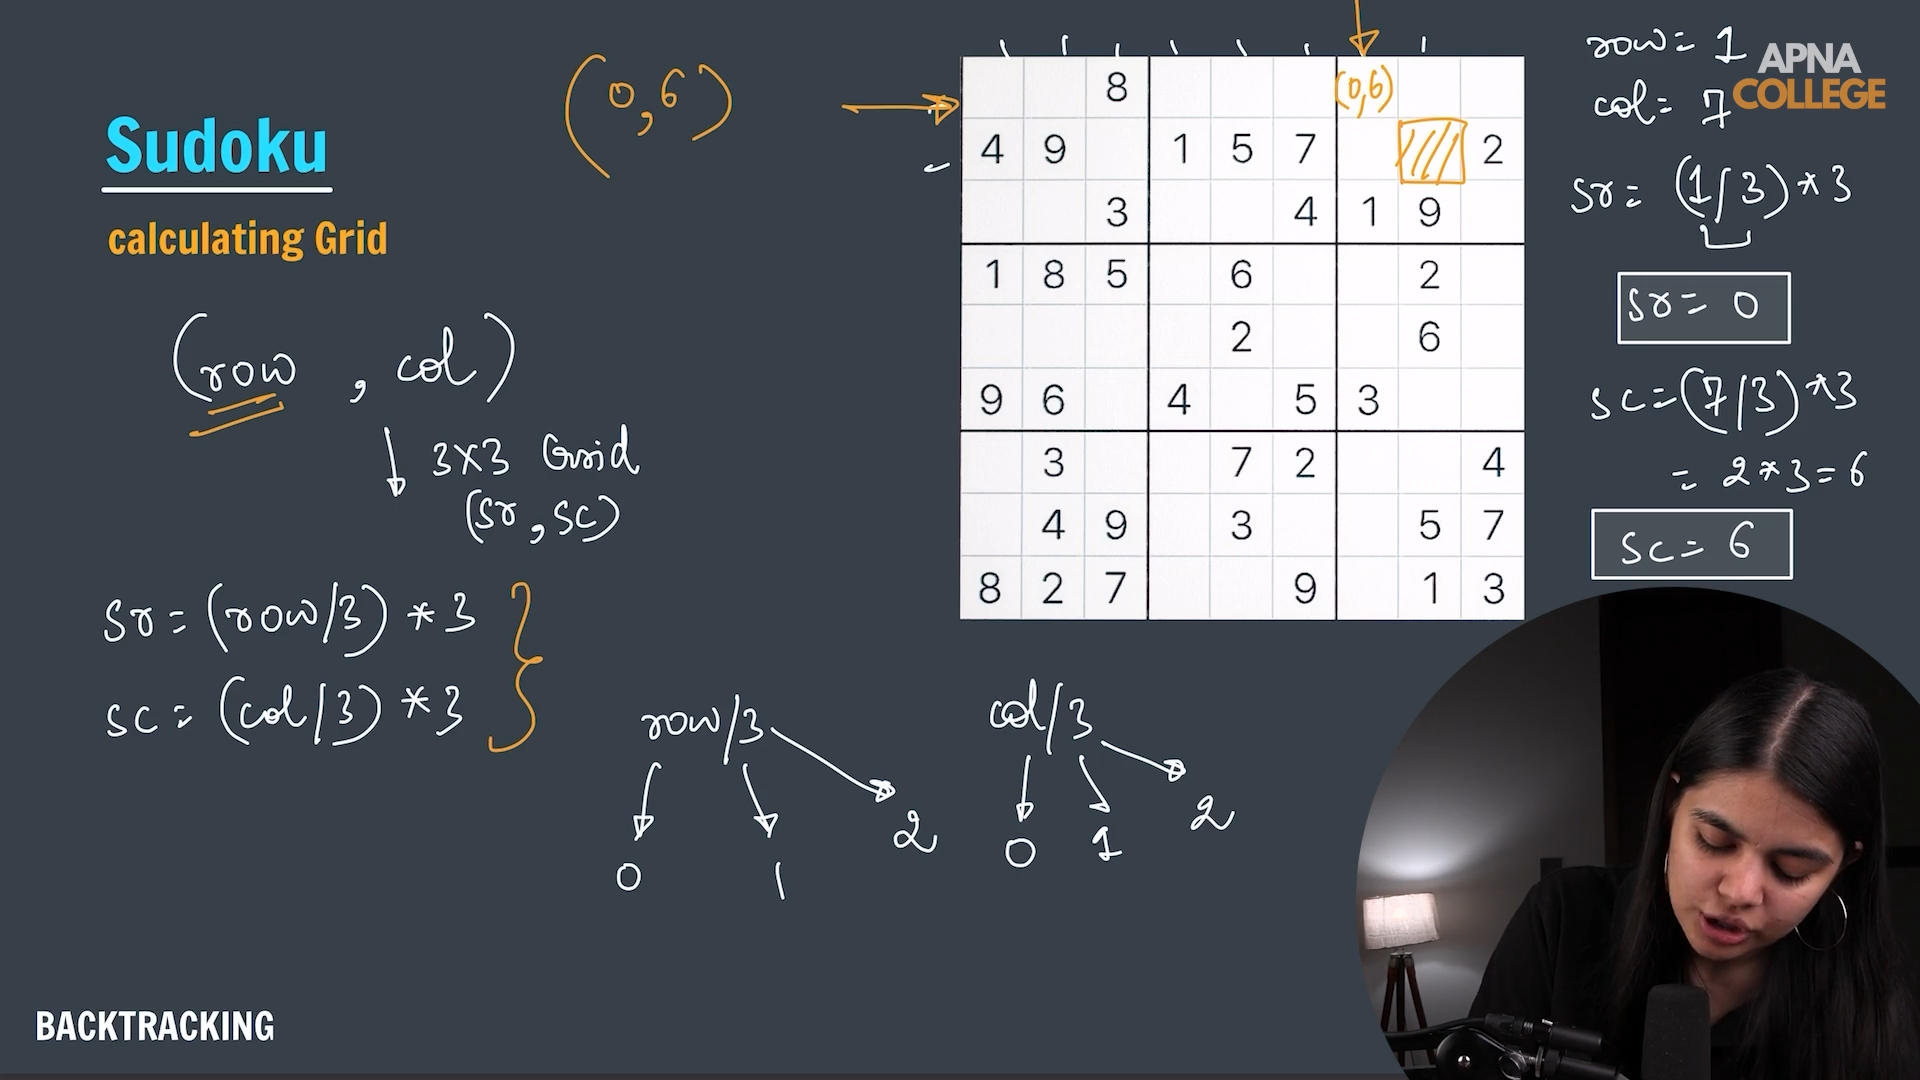 Sudoku
calculating Grid
(0,6)
(row, col)
3x3 Grid
(sr, sc)
sr = (row/3) * 3
sc = (col/3) * 3
row/3
0 1 2
col/3
0 1 2
8 (0,6)
4 9 1 5 7 2
3 4 1 9
1 8 5 6 2
2 6
9 6 4 5 3
3 7 2 4
4 9 3 5 7
8 2 7 9 1 3
row = 1
col = 7
sr = (1/3) * 3
sr = 0
sc = (7/3) * 3
= 2 * 3 = 6
sc = 6
APNA
COLLEGE
BACKTRACKING